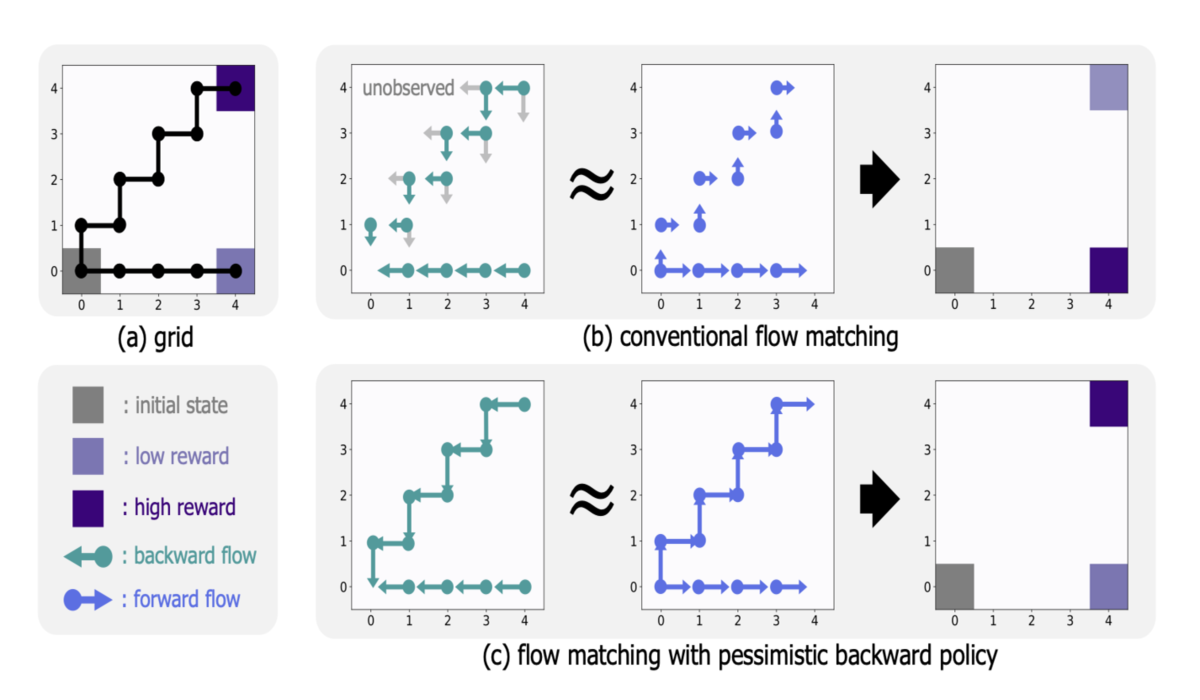 4
3
2
1
0
0 1 2 3 4
(a) grid
unobserved
4
3
2
1
0
0 1 2 3 4
4
3
2
1
0
0 1 2 3 4
4
3
2
1
0
0 1 2 3 4
(b) conventional flow matching
: initial state
: low reward
: high reward
: backward flow
: forward flow
4
3
2
1
0
0 1 2 3 4
4
3
2
1
0
0 1 2 3 4
4
3
2
1
0
0 1 2 3 4
(c) flow matching with pessimistic backward policy